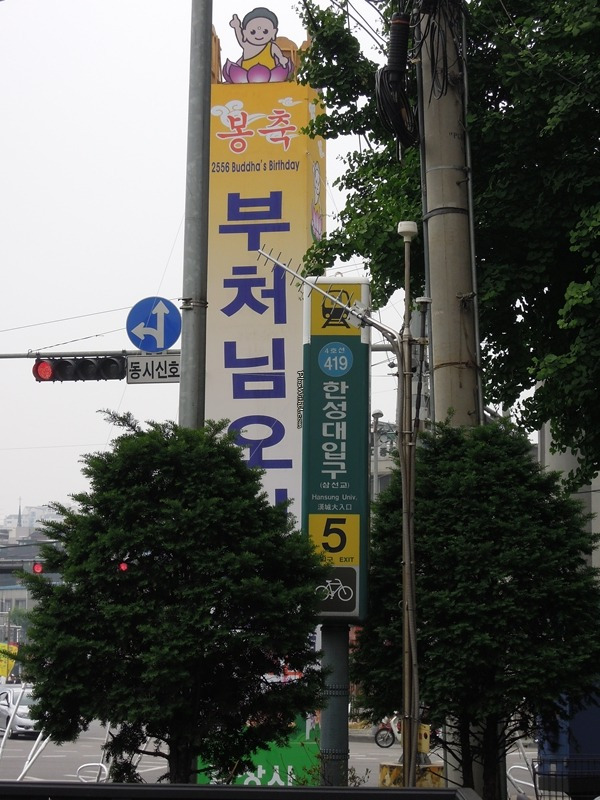 봉축
2556 Buddha's Birthday
부처님오
동시신호
4호선
419
한성대입구
(삼선교)
Hansung Univ.
漢城大入口
5
EXIT